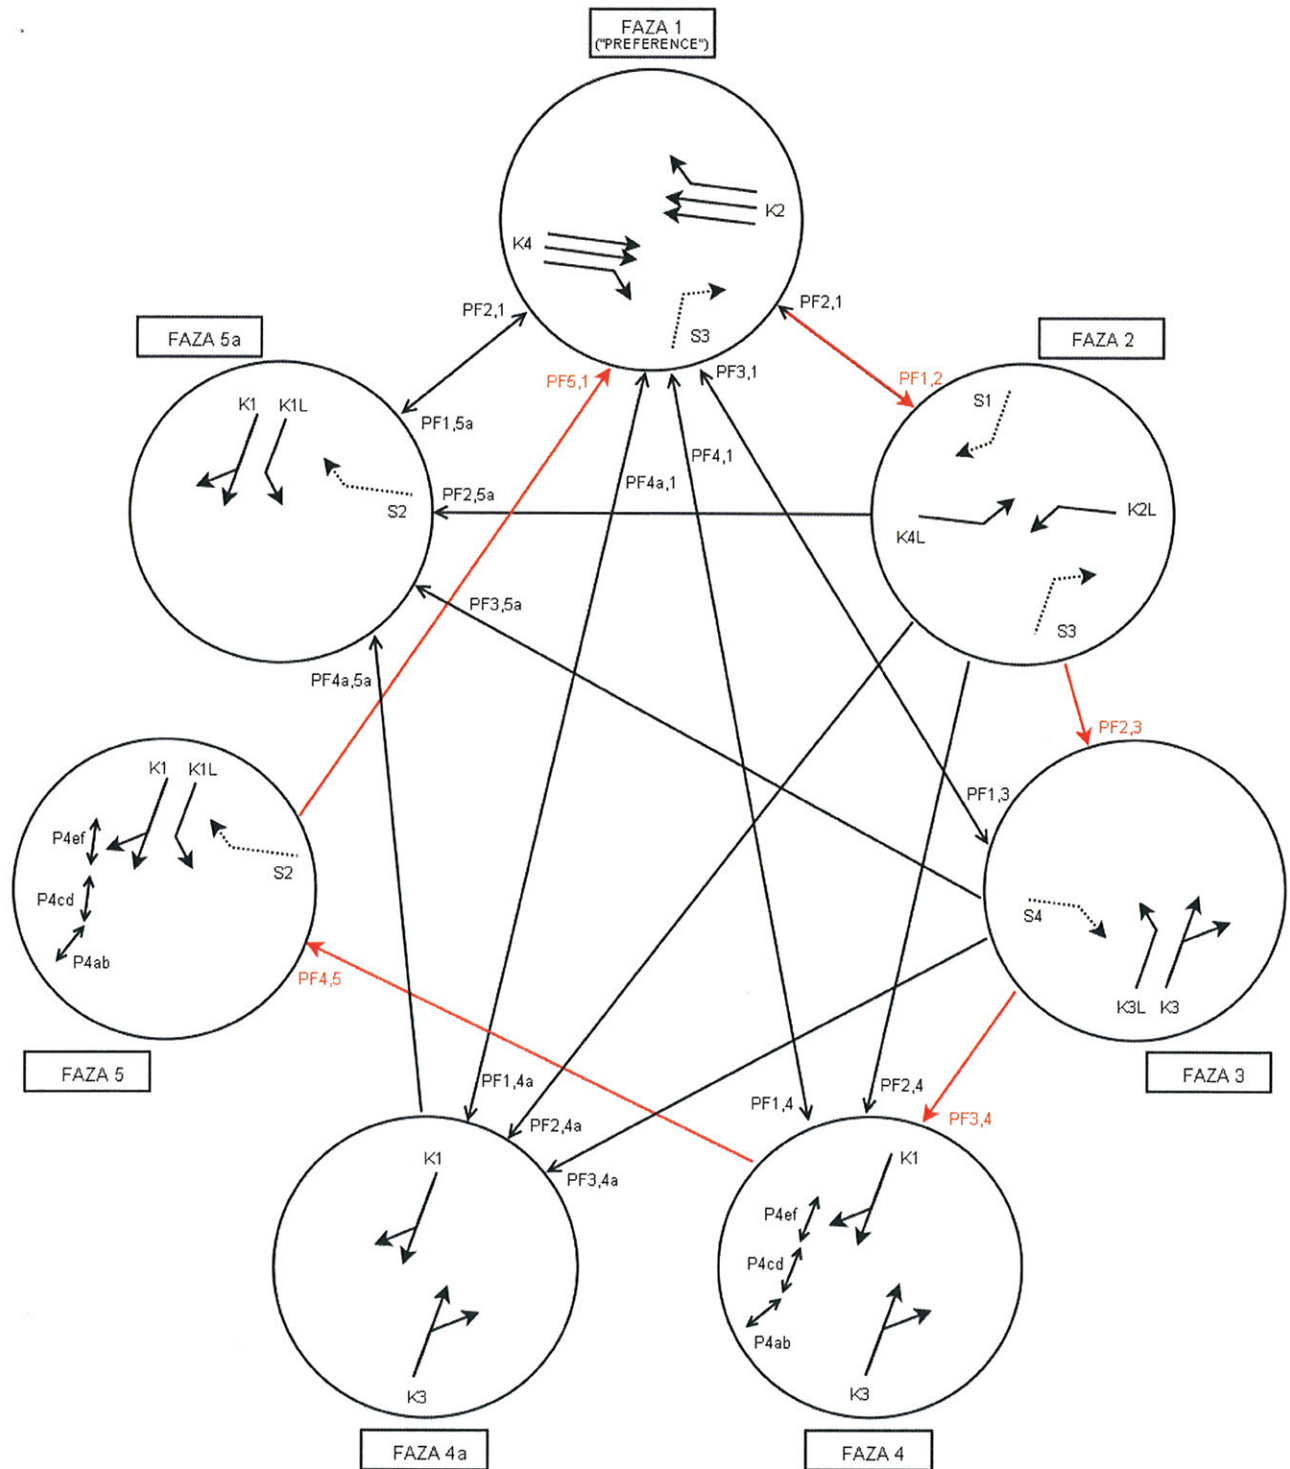 FAZA 1
("PREFERENCE")
K2
K4
S3
PF2,1
PF2,1
FAZA 5a
FAZA 2
PF5,1
PF3,1
PF1,2
K1 K1L
PF1,5a
S1
PF4,1
PF4a,1
PF2,5a
S2
K2L
K4L
PF3,5a
S3
PF4a,5a
PF2,3
K1 K1L
PF1,3
P4ef
S2
P4cd
S4
P4ab
PF4,5
K3L K3
FAZA 5
PF1,4a
PF2,4
FAZA 3
PF1,4
PF3,4
PF2,4a
K1
K1
PF3,4a
P4ef
P4cd
P4ab
K3
K3
FAZA 4a
FAZA 4